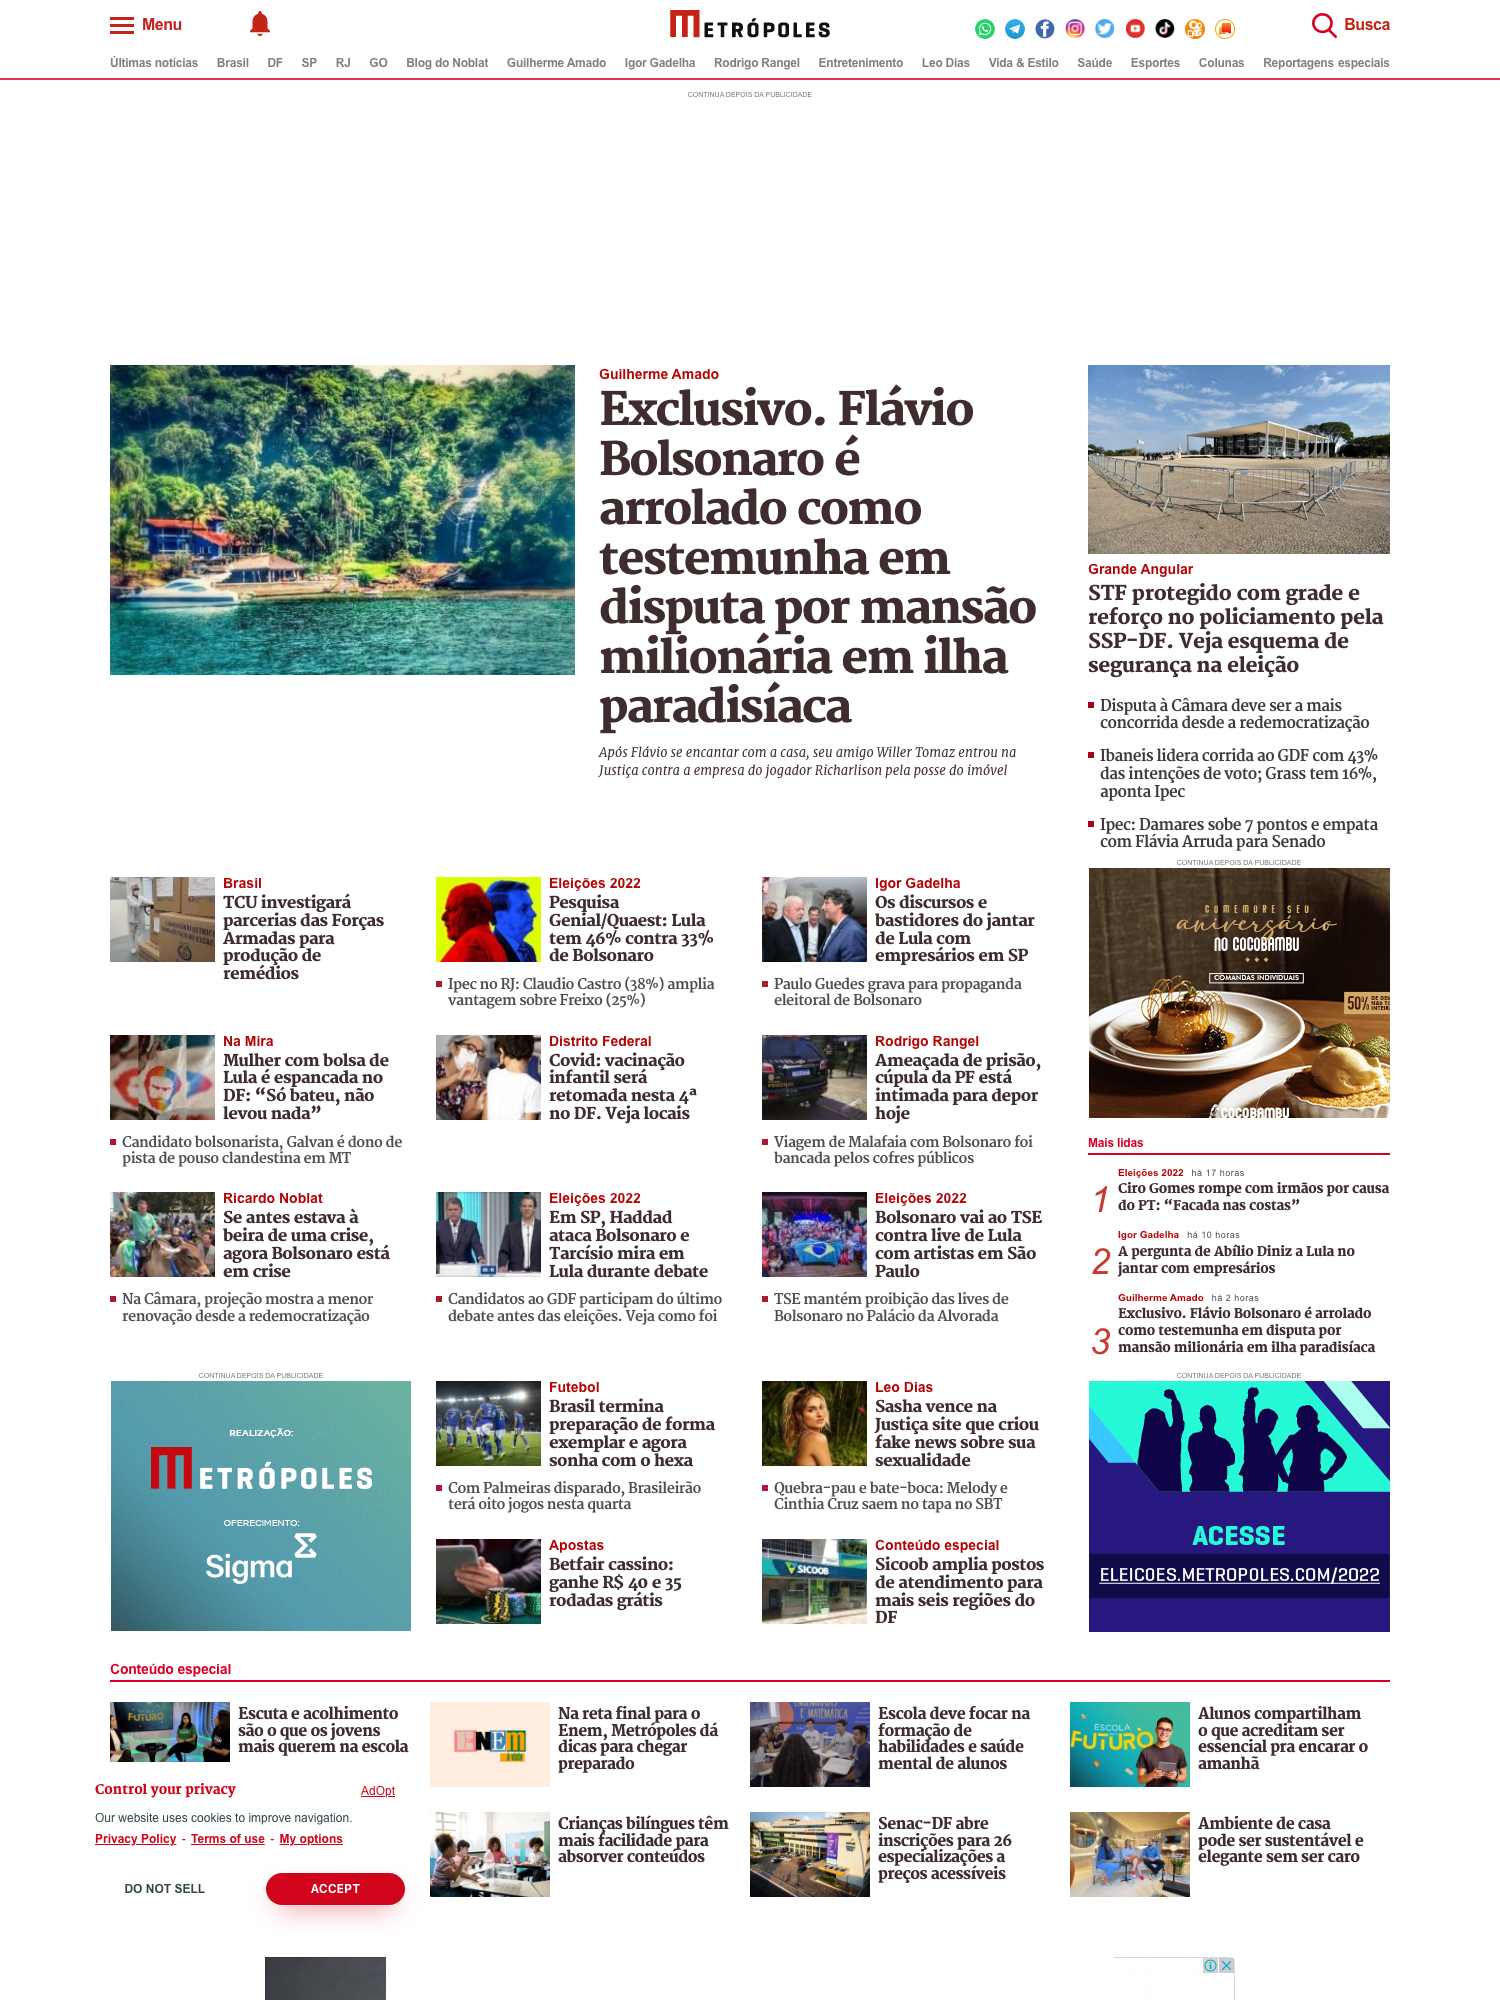 Menu
METRÓPOLES
Busca
Últimas notícias Brasil DF SP RJ GO Blog do Noblat Guilherme Amado Igor Gadelha Rodrigo Rangel Entretenimento Leo Dias Vida & Estilo Saúde Esportes Colunas Reportagens especiais
CONTINUA DEPOIS DA PUBLICIDADE
Guilherme Amado
Exclusivo. Flávio
Bolsonaro é
arrolado como
testemunha em
disputa por mansão
milionária em ilha
paradisíaca
Após Flávio se encantar com a casa, seu amigo Willer Tomaz entrou na
Justiça contra a empresa do jogador Richarlison pela posse do imóvel
Grande Angular
STF protegido com grade e
reforço no policiamento pela
SSP-DF. Veja esquema de
segurança na eleição
Disputa à Câmara deve ser a mais
concorrida desde a redemocratização
Ibaneis lidera corrida ao GDF com 43%
das intenções de voto; Grass tem 16%,
aponta Ipec
Ipec: Damares sobe 7 pontos e empata
com Flávia Arruda para Senado
CONTINUA DEPOIS DA PUBLICIDADE
COMEMORE SEU
aniversário
NO COCOBAMBU
COMANDAS INDIVIDUAIS
50%
COCOBAMBU
Brasil
TCU investigará
parcerias das Forças
Armadas para
produção de
remédios
Eleições 2022
Pesquisa
Genial/Quaest: Lula
tem 46% contra 33%
de Bolsonaro
Ipec no RJ: Claudio Castro (38%) amplia
vantagem sobre Freixo (25%)
Igor Gadelha
Os discursos e
bastidores do jantar
de Lula com
empresários em SP
Paulo Guedes grava para propaganda
eleitoral de Bolsonaro
Na Mira
Mulher com bolsa de
Lula é espancada no
DF: “Só bateu, não
levou nada”
Candidato bolsonarista, Galvan é dono de
pista de pouso clandestina em MT
Distrito Federal
Covid: vacinação
infantil será
retomada nesta 4ª
no DF. Veja locais
Rodrigo Rangel
Ameaçada de prisão,
cúpula da PF está
intimada para depor
hoje
Viagem de Malafaia com Bolsonaro foi
bancada pelos cofres públicos
Ricardo Noblat
Se antes estava à
beira de uma crise,
agora Bolsonaro está
em crise
Na Câmara, projeção mostra a menor
renovação desde a redemocratização
Eleições 2022
Em SP, Haddad
ataca Bolsonaro e
Tarcísio mira em
Lula durante debate
Candidatos ao GDF participam do último
debate antes das eleições. Veja como foi
Eleições 2022
Bolsonaro vai ao TSE
contra live de Lula
com artistas em São
Paulo
TSE mantém proibição das lives de
Bolsonaro no Palácio da Alvorada
Mais lidas
1
Eleições 2022 há 17 horas
Ciro Gomes rompe com irmãos por causa
do PT: “Facada nas costas”
2
Igor Gadelha há 10 horas
A pergunta de Abílio Diniz a Lula no
jantar com empresários
3
Guilherme Amado há 2 horas
Exclusivo. Flávio Bolsonaro é arrolado
como testemunha em disputa por
mansão milionária em ilha paradisíaca
CONTINUA DEPOIS DA PUBLICIDADE
REALIZAÇÃO:
METRÓPOLES
OFERECIMENTO:
Sigma
Futebol
Brasil termina
preparação de forma
exemplar e agora
sonha com o hexa
Com Palmeiras disparado, Brasileirão
terá oito jogos nesta quarta
Leo Dias
Sasha vence na
Justiça site que criou
fake news sobre sua
sexualidade
Quebra-pau e bate-boca: Melody e
Cinthia Cruz saem no tapa no SBT
Apostas
Betfair cassino:
ganhe R$ 40 e 35
rodadas grátis
SICOOB
Conteúdo especial
Sicoob amplia postos
de atendimento para
mais seis regiões do
DF
CONTINUA DEPOIS DA PUBLICIDADE
ACESSE
ELEICOES.METROPOLES.COM/2022
Conteúdo especial
FUTURO
Escuta e acolhimento
são o que os jovens
mais querem na escola
ENEM
à vista
Na reta final para o
Enem, Metrópoles dá
dicas para chegar
preparado
MATEMÁTICA
Escola deve focar na
formação de
habilidades e saúde
mental de alunos
ESCOLA
FUTURO
Alunos compartilham
o que acreditam ser
essencial pra encarar o
amanhã
Control your privacy
AdOpt
Our website uses cookies to improve navigation.
Privacy Policy - Terms of use - My options
DO NOT SELL
ACCEPT
Crianças bilíngues têm
mais facilidade para
absorver conteúdos
Senac-DF abre
inscrições para 26
especializações a
preços acessíveis
Ambiente de casa
pode ser sustentável e
elegante sem ser caro